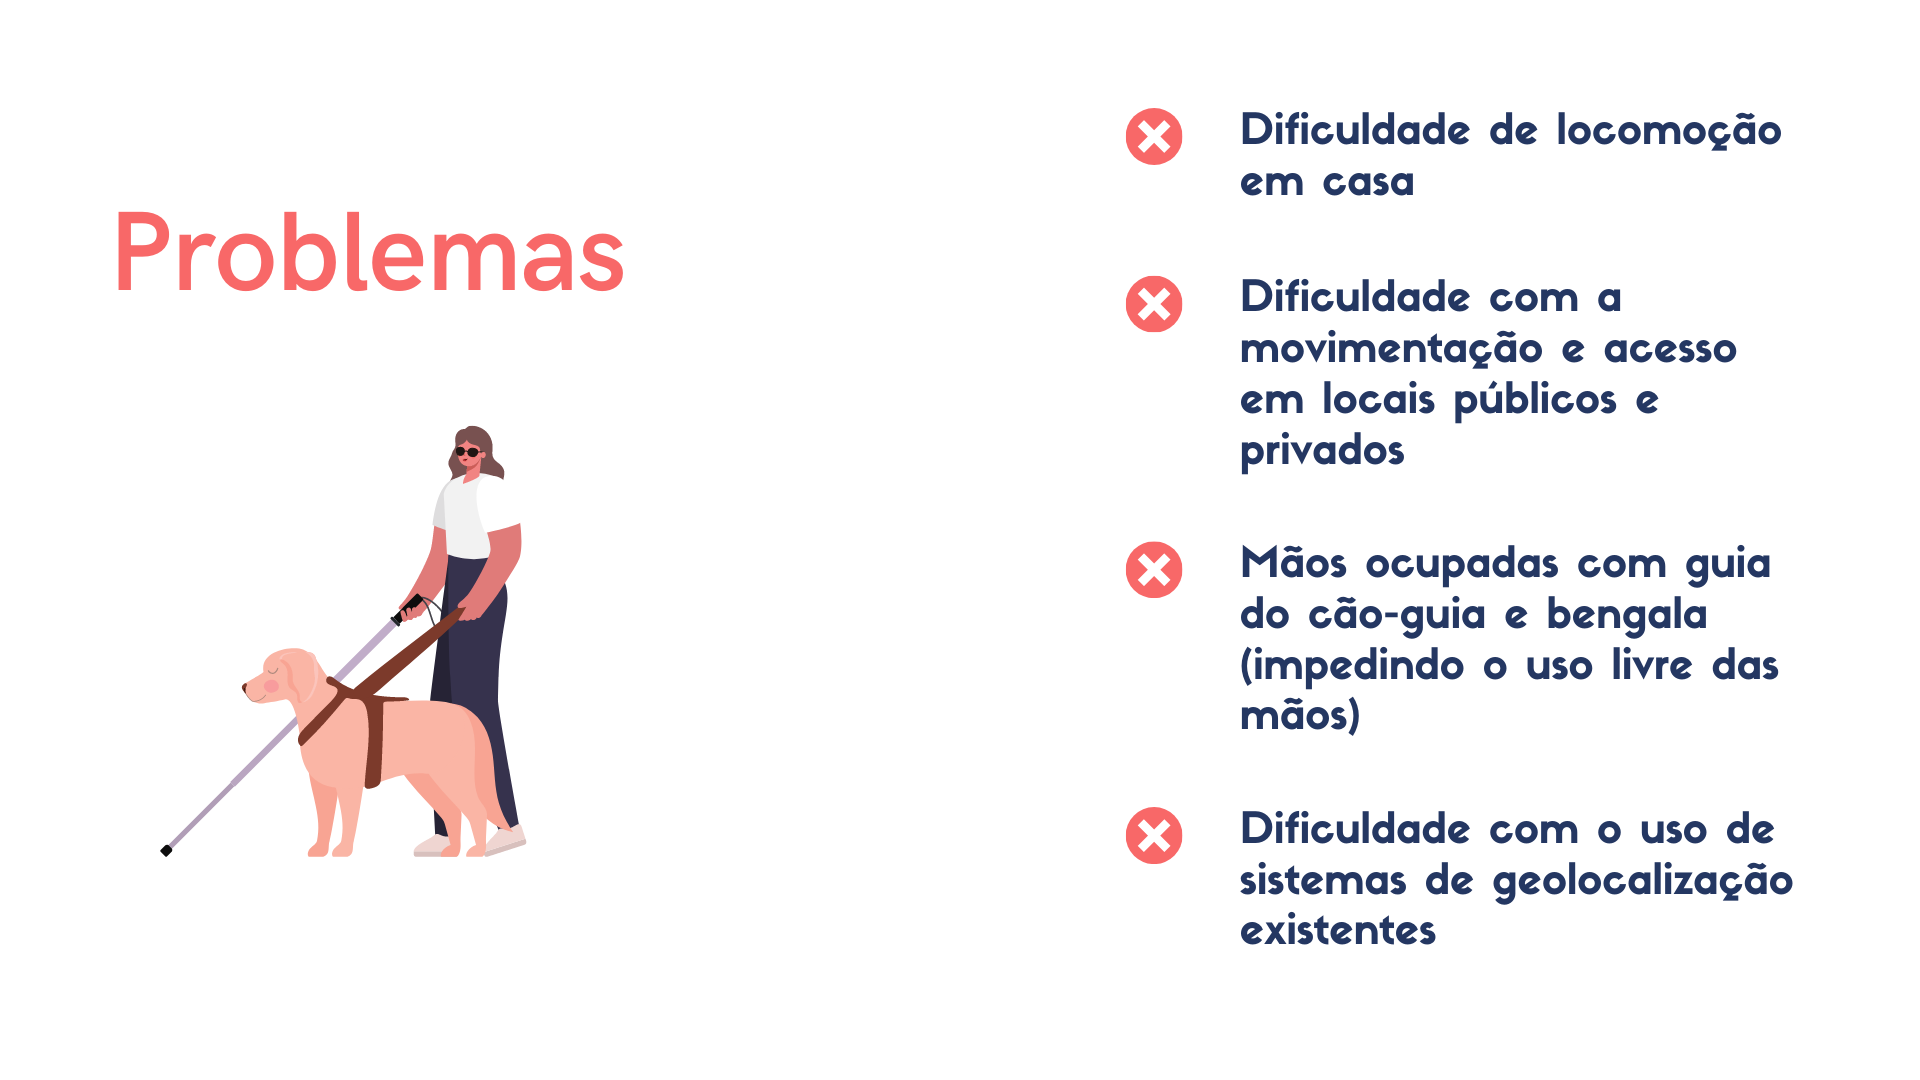 Problemas
Dificuldade de locomoção
em casa
Dificuldade com a
movimentação e acesso
em locais públicos e
privados
Mãos ocupadas com guia
do cão-guia e bengala
(impedindo o uso livre das
mãos)
Dificuldade com o uso de
sistemas de geolocalização
existentes